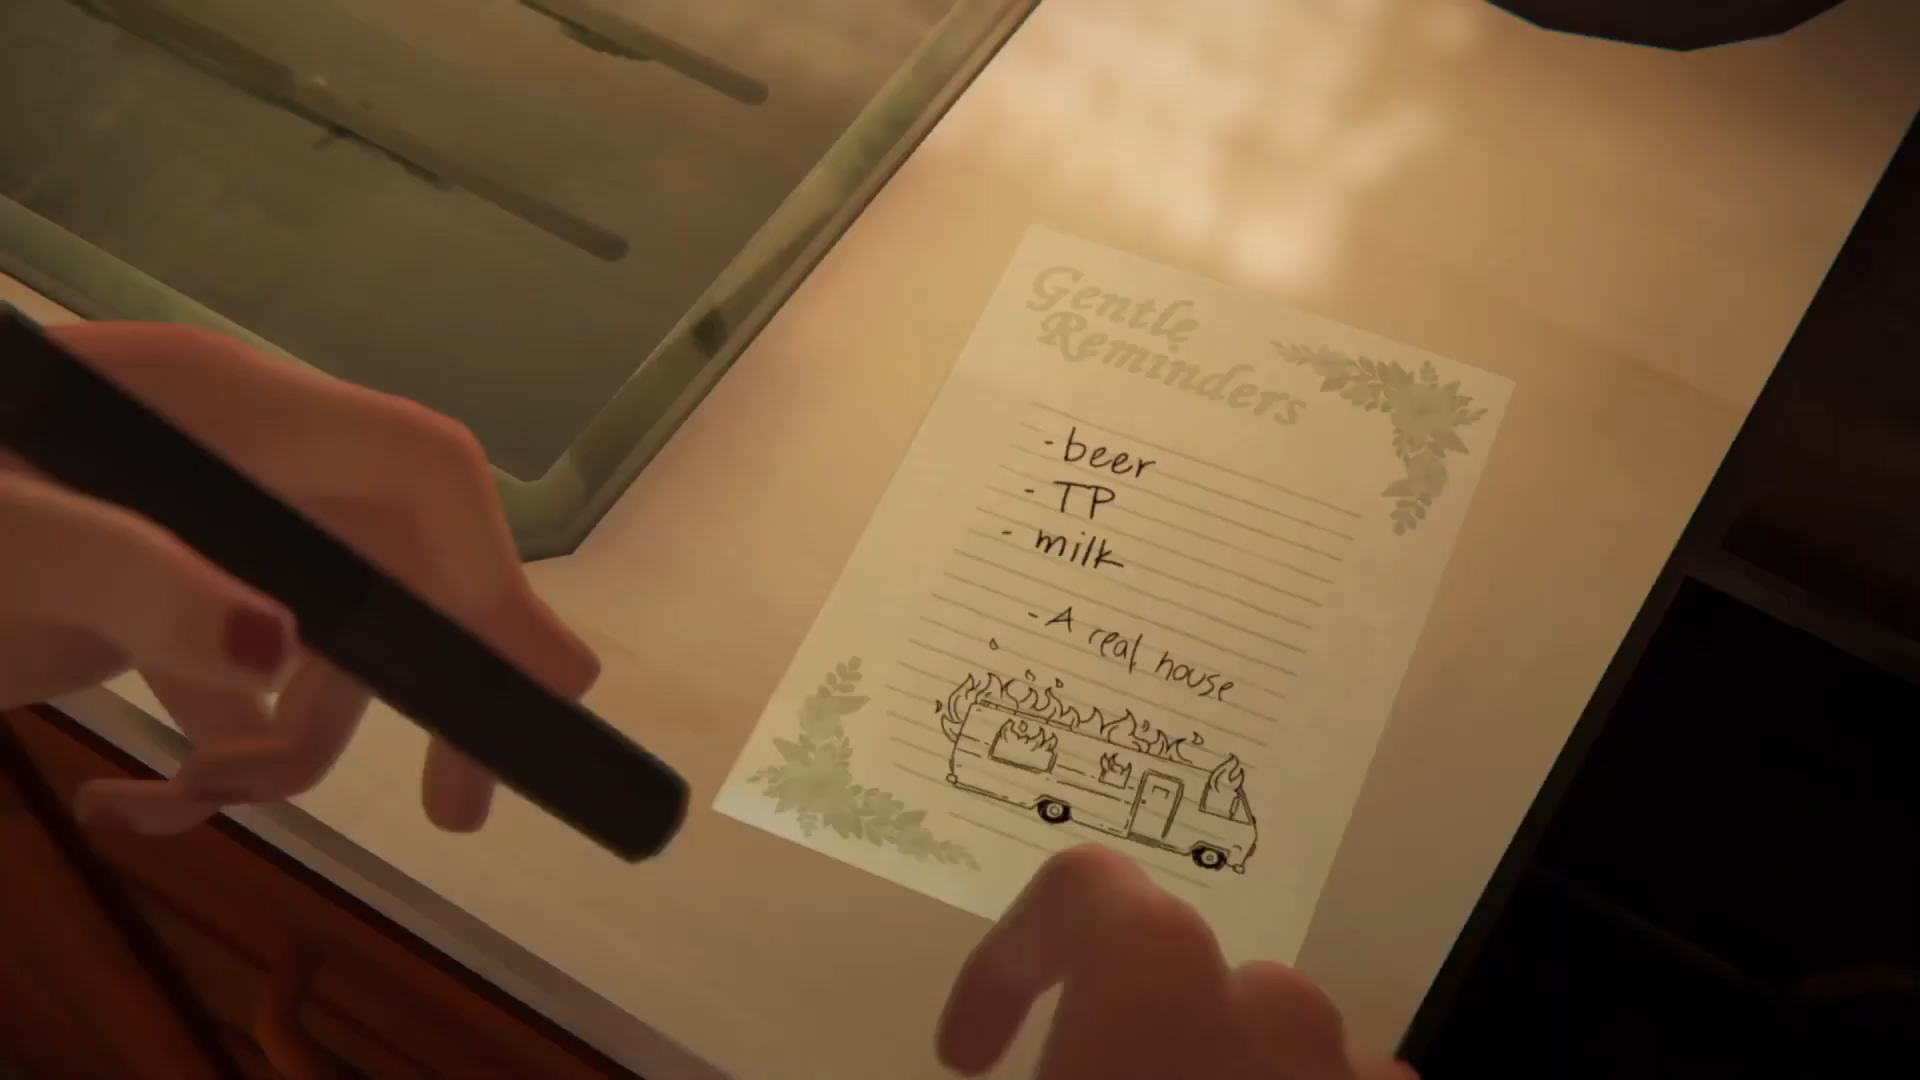 Gentle
Reminders
- beer
- TP
- milk
- A real house